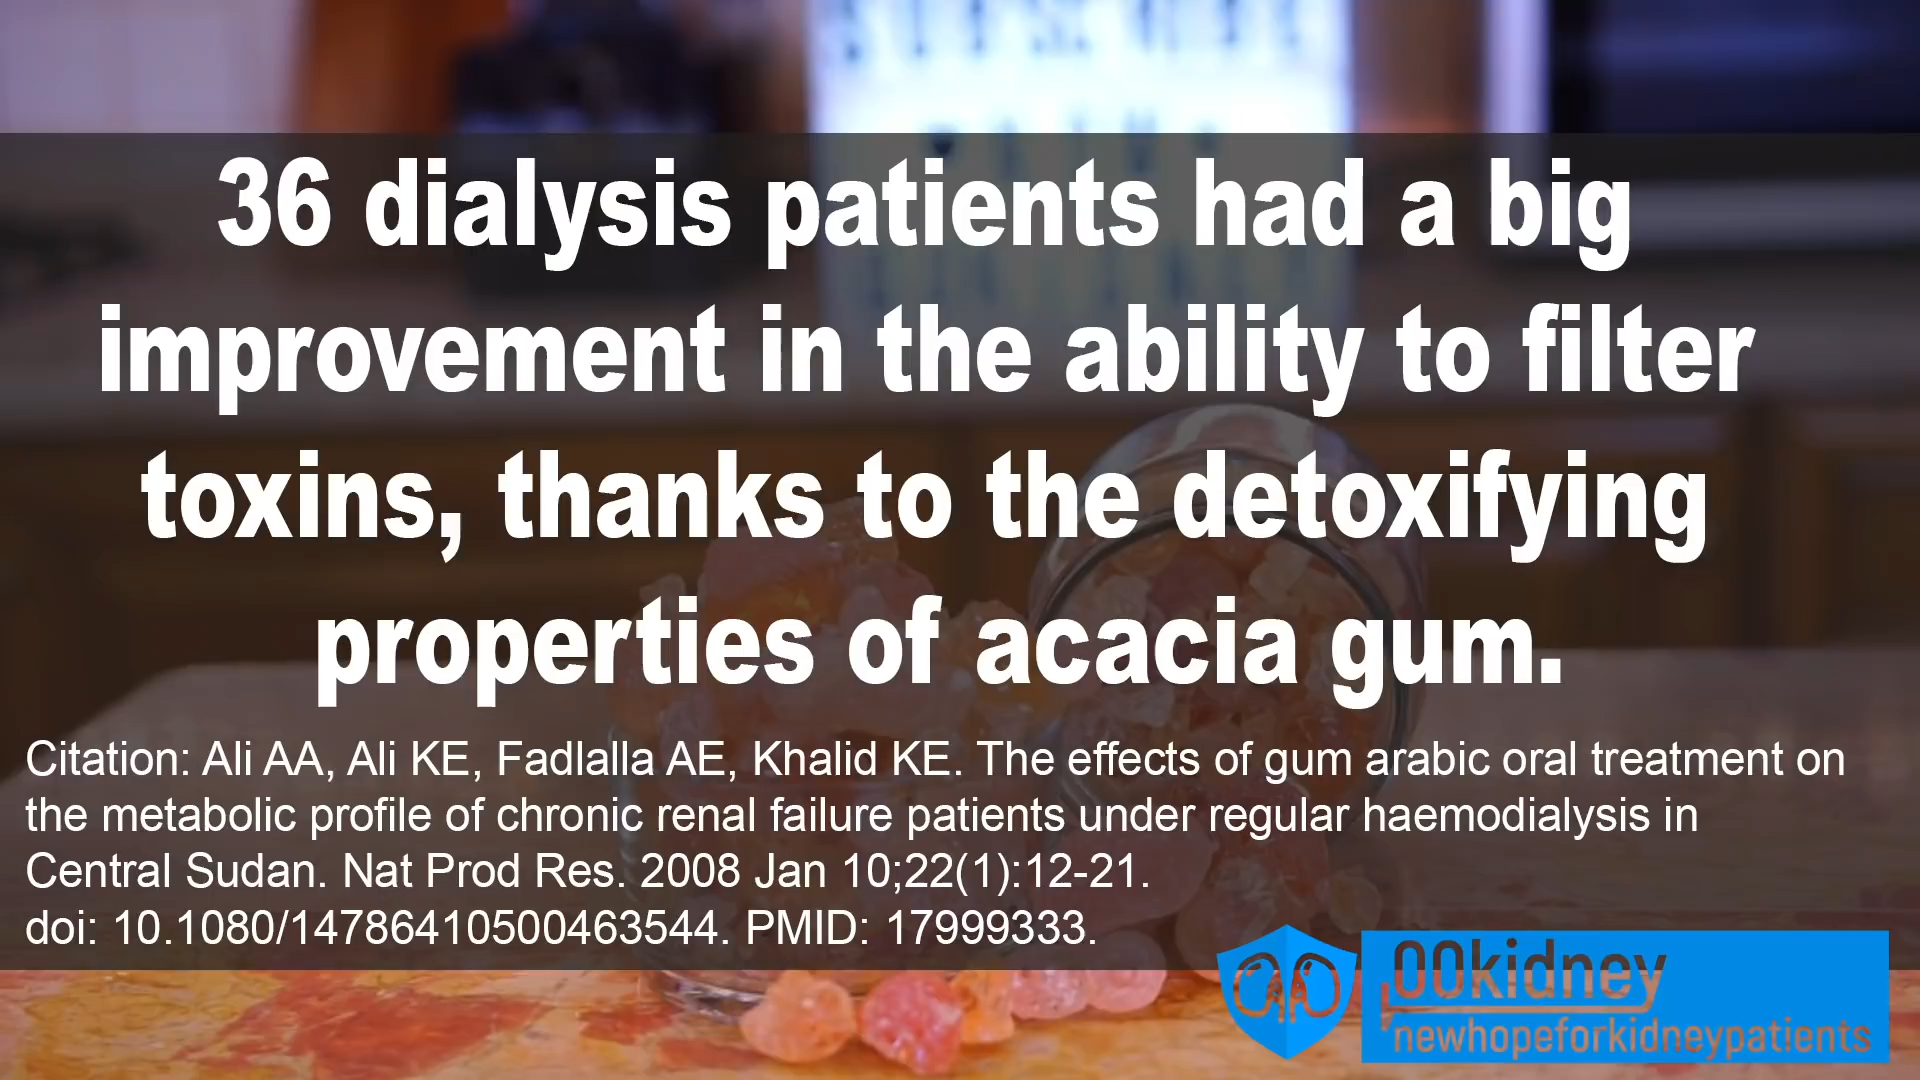 36 dialysis patients had a big
improvement in the ability to filter
toxins, thanks to the detoxifying
properties of acacia gum.
Citation: Ali AA, Ali KE, Fadlalla AE, Khalid KE. The effects of gum arabic oral treatment on
the metabolic profile of chronic renal failure patients under regular haemodialysis in
Central Sudan. Nat Prod Res. 2008 Jan 10;22(1):12-21.
doi: 10.1080/14786410500463544. PMID: 17999333.
00kidney
newhopeforkidneypatients